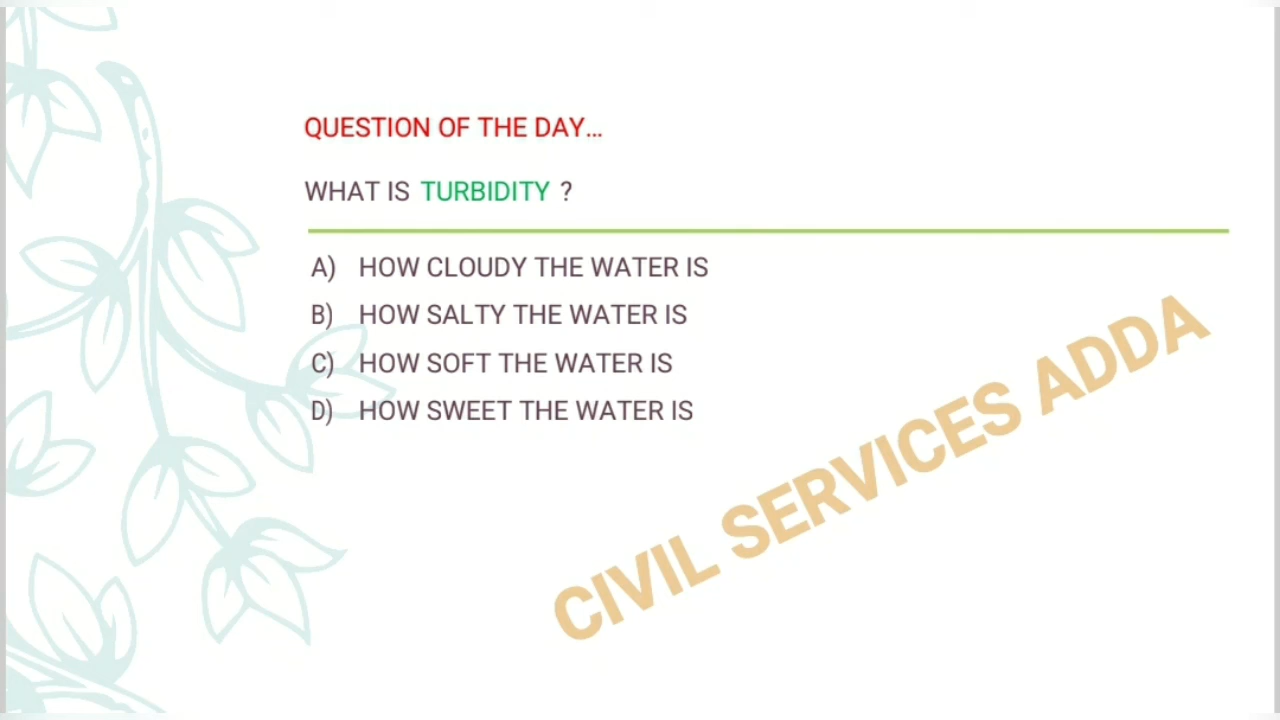 QUESTION OF THE DAY...
WHAT IS TURBIDITY ?
A) HOW CLOUDY THE WATER IS
B) HOW SALTY THE WATER IS
C) HOW SOFT THE WATER IS
D) HOW SWEET THE WATER IS
CIVIL SERVICES ADDA